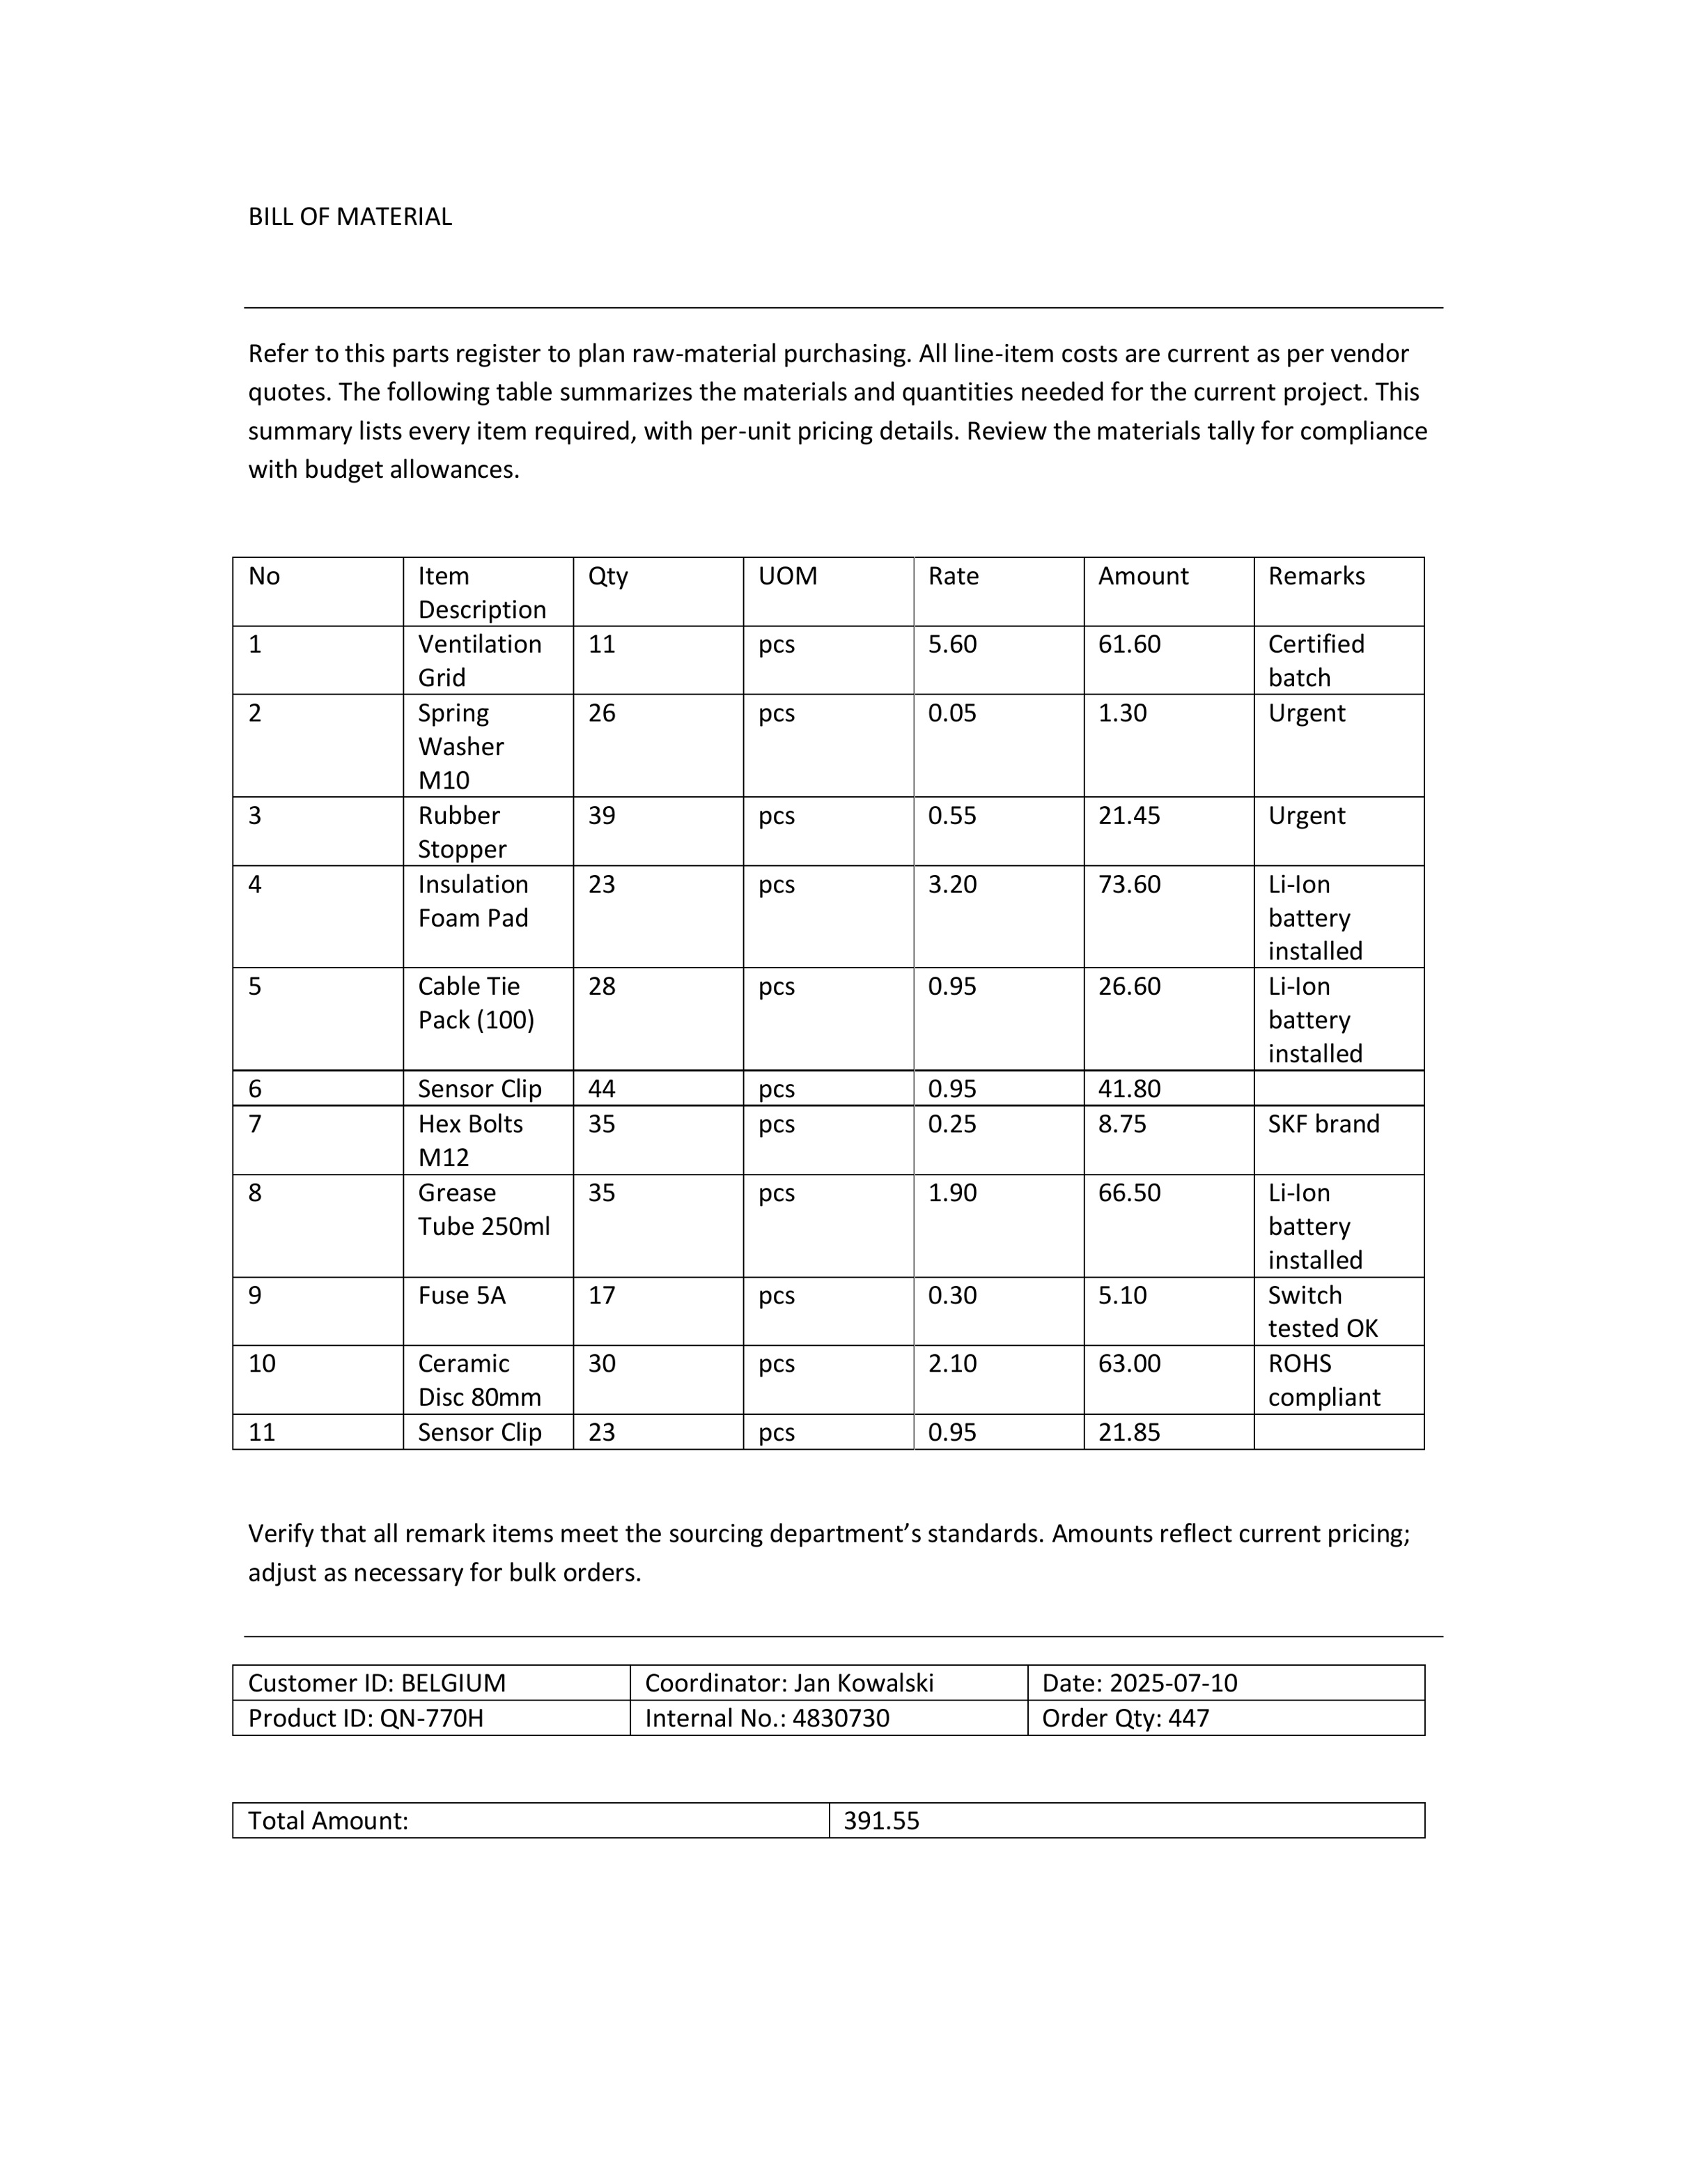 BILL OF MATERIAL
Refer to this parts register to plan raw-material purchasing. All line-item costs are current as per vendor
quotes. The following table summarizes the materials and quantities needed for the current project. This
summary lists every item required, with per-unit pricing details. Review the materials tally for compliance
with budget allowances.
No Item Description Qty UOM Rate Amount Remarks
1 Ventilation Grid 11 pcs 5.60 61.60 Certified batch
2 Spring Washer M10 26 pcs 0.05 1.30 Urgent
3 Rubber Stopper 39 pcs 0.55 21.45 Urgent
4 Insulation Foam Pad 23 pcs 3.20 73.60 Li-Ion battery installed
5 Cable Tie Pack (100) 28 pcs 0.95 26.60 Li-Ion battery installed
6 Sensor Clip 44 pcs 0.95 41.80
7 Hex Bolts M12 35 pcs 0.25 8.75 SKF brand
8 Grease Tube 250ml 35 pcs 1.90 66.50 Li-Ion battery installed
9 Fuse 5A 17 pcs 0.30 5.10 Switch tested OK
10 Ceramic Disc 80mm 30 pcs 2.10 63.00 ROHS compliant
11 Sensor Clip 23 pcs 0.95 21.85
Verify that all remark items meet the sourcing department’s standards. Amounts reflect current pricing;
adjust as necessary for bulk orders.
Customer ID: BELGIUM Coordinator: Jan Kowalski Date: 2025-07-10
Product ID: QN-770H Internal No.: 4830730 Order Qty: 447
Total Amount: 391.55